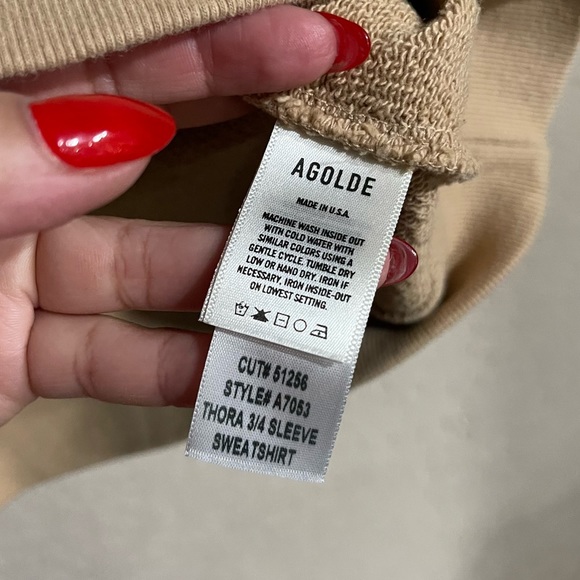 AGOLDE
MADE IN U.S.A.
MACHINE WASH INSIDE OUT
WITH COLD WATER WITH
SIMILAR COLORS USING A
GENTLE CYCLE. TUMBLE DRY
LOW OR HAND DRY. IRON IF
NECESSARY. IRON INSIDE-OUT
ON LOWEST SETTING.
CUT# 51256
STYLE# A7053
THORA 3/4 SLEEVE
SWEATSHIRT